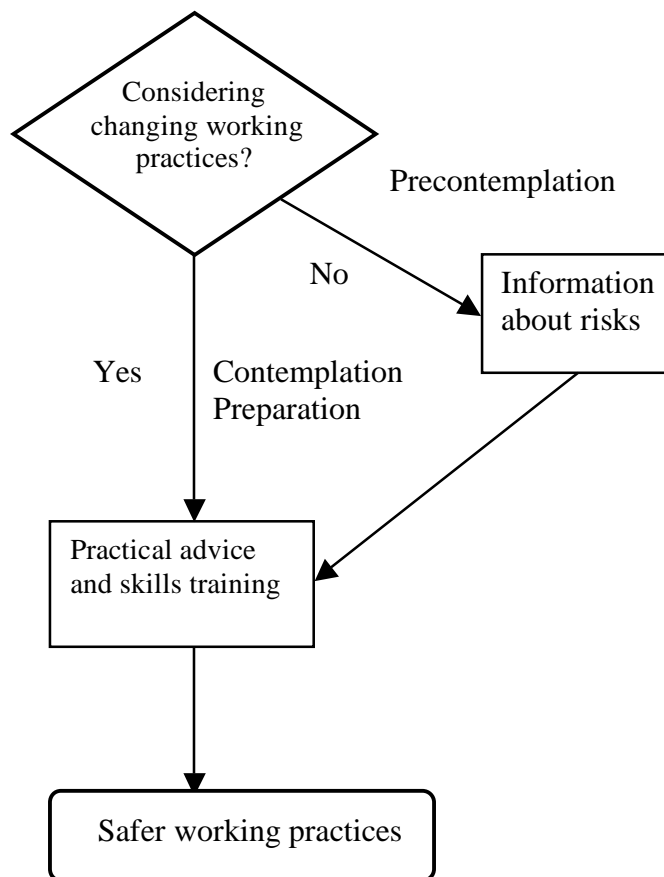 Considering
changing working
practices?
Precontemplation
No
Information
about risks
Yes
Contemplation
Preparation
Practical advice
and skills training
Safer working practices